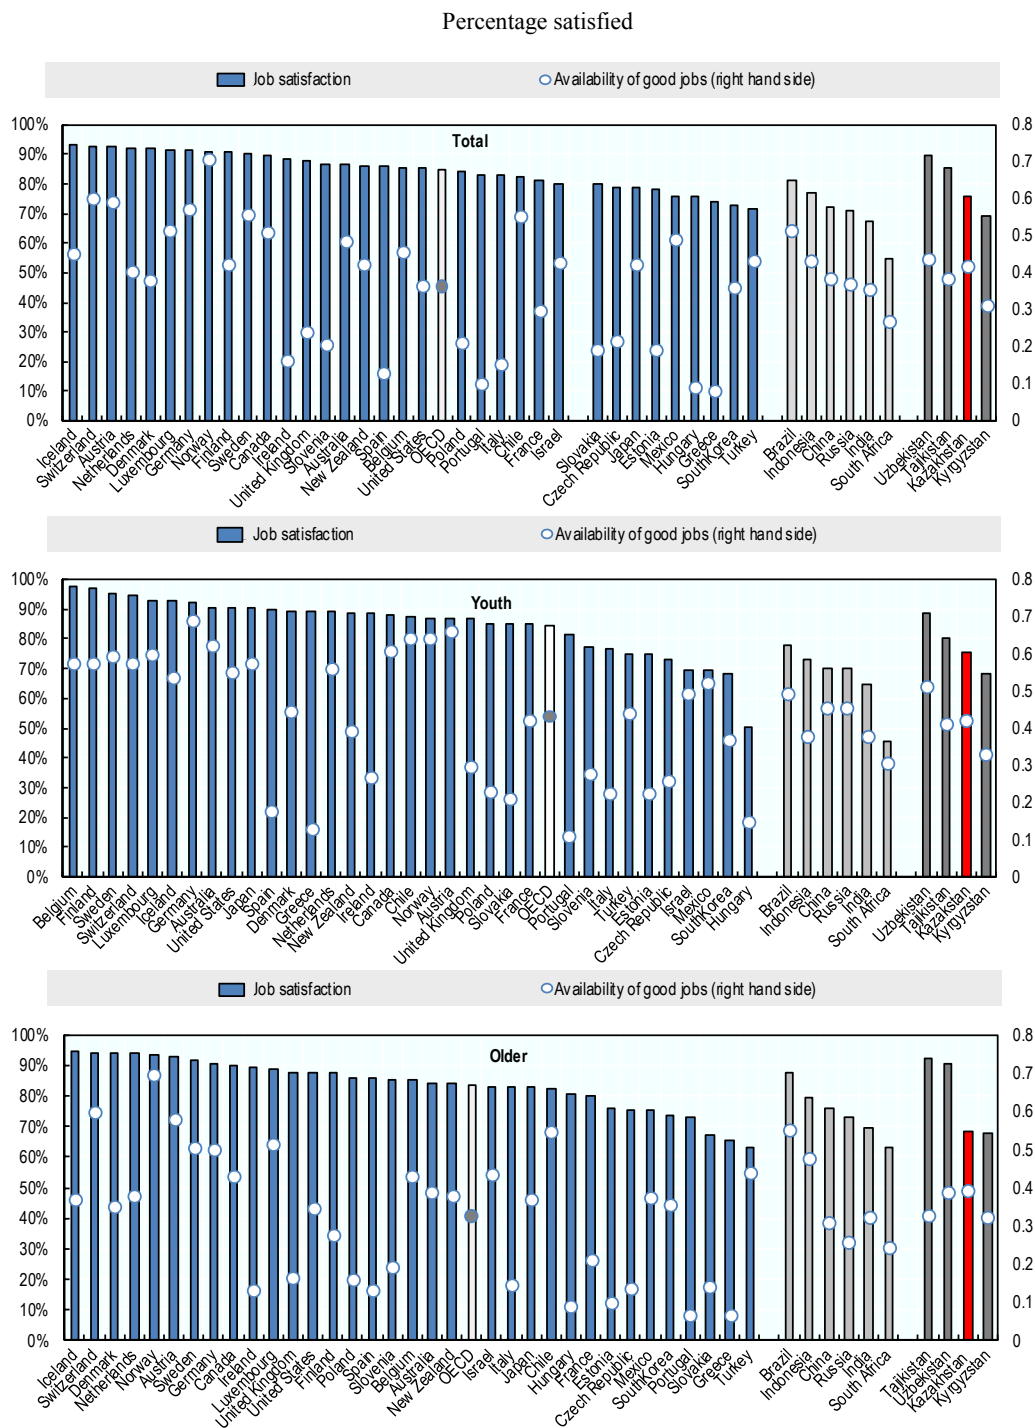 Percentage satisfied
Job satisfaction
Availability of good jobs (right hand side)
Total
100%
90%
80%
70%
60%
50%
40%
30%
20%
10%
0%
0.8
0.7
0.6
0.5
0.4
0.3
0.2
0.1
0
Iceland
Switzerland
Austria
Netherlands
Denmark
Luxembourg
Germany
Norway
Finland
Sweden
Canada
Ireland
United Kingdom
Slovenia
Australia
New Zealand
Spain
Belgium
United States
OECD
Poland
Portugal
Italy
Chile
France
Israel
Slovakia
Czech Republic
Japan
Estonia
Mexico
Hungary
Greece
SouthKorea
Turkey
Brazil
Indonesia
China
Russia
India
South Africa
Uzbekistan
Tajikistan
Kazakstan
Kyrgyzstan
Job satisfaction
Availability of good jobs (right hand side)
Youth
100%
90%
80%
70%
60%
50%
40%
30%
20%
10%
0%
0.8
0.7
0.6
0.5
0.4
0.3
0.2
0.1
0
Belgium
Finland
Sweden
Switzerland
Luxembourg
Iceland
Germany
Australia
United States
Japan
Spain
Denmark
Greece
Netherlands
New Zealand
Ireland
Canada
Chile
Norway
Austria
United Kingdom
Poland
Slovakia
France
OECD
Portugal
Slovenia
Italy
Turkey
Estonia
Czech Republic
Israel
Mexico
SouthKorea
Hungary
Brazil
Indonesia
China
Russia
India
South Africa
Uzbekistan
Tajikistan
Kazakstan
Kyrgyzstan
Job satisfaction
Availability of good jobs (right hand side)
Older
100%
90%
80%
70%
60%
50%
40%
30%
20%
10%
0%
0.8
0.7
0.6
0.5
0.4
0.3
0.2
0.1
0
Iceland
Switzerland
Denmark
Netherlands
Norway
Austria
Sweden
Germany
Canada
Ireland
Luxembourg
United Kingdom
United States
Finland
Poland
Spain
Slovenia
Belgium
Australia
New Zealand
OECD
Israel
Italy
Japan
Chile
Hungary
France
Estonia
Czech Republic
Mexico
SouthKorea
Portugal
Slovakia
Greece
Turkey
Brazil
Indonesia
China
Russia
India
South Africa
Tajikistan
Uzbekistan
Kazakstan
Kyrgyzstan